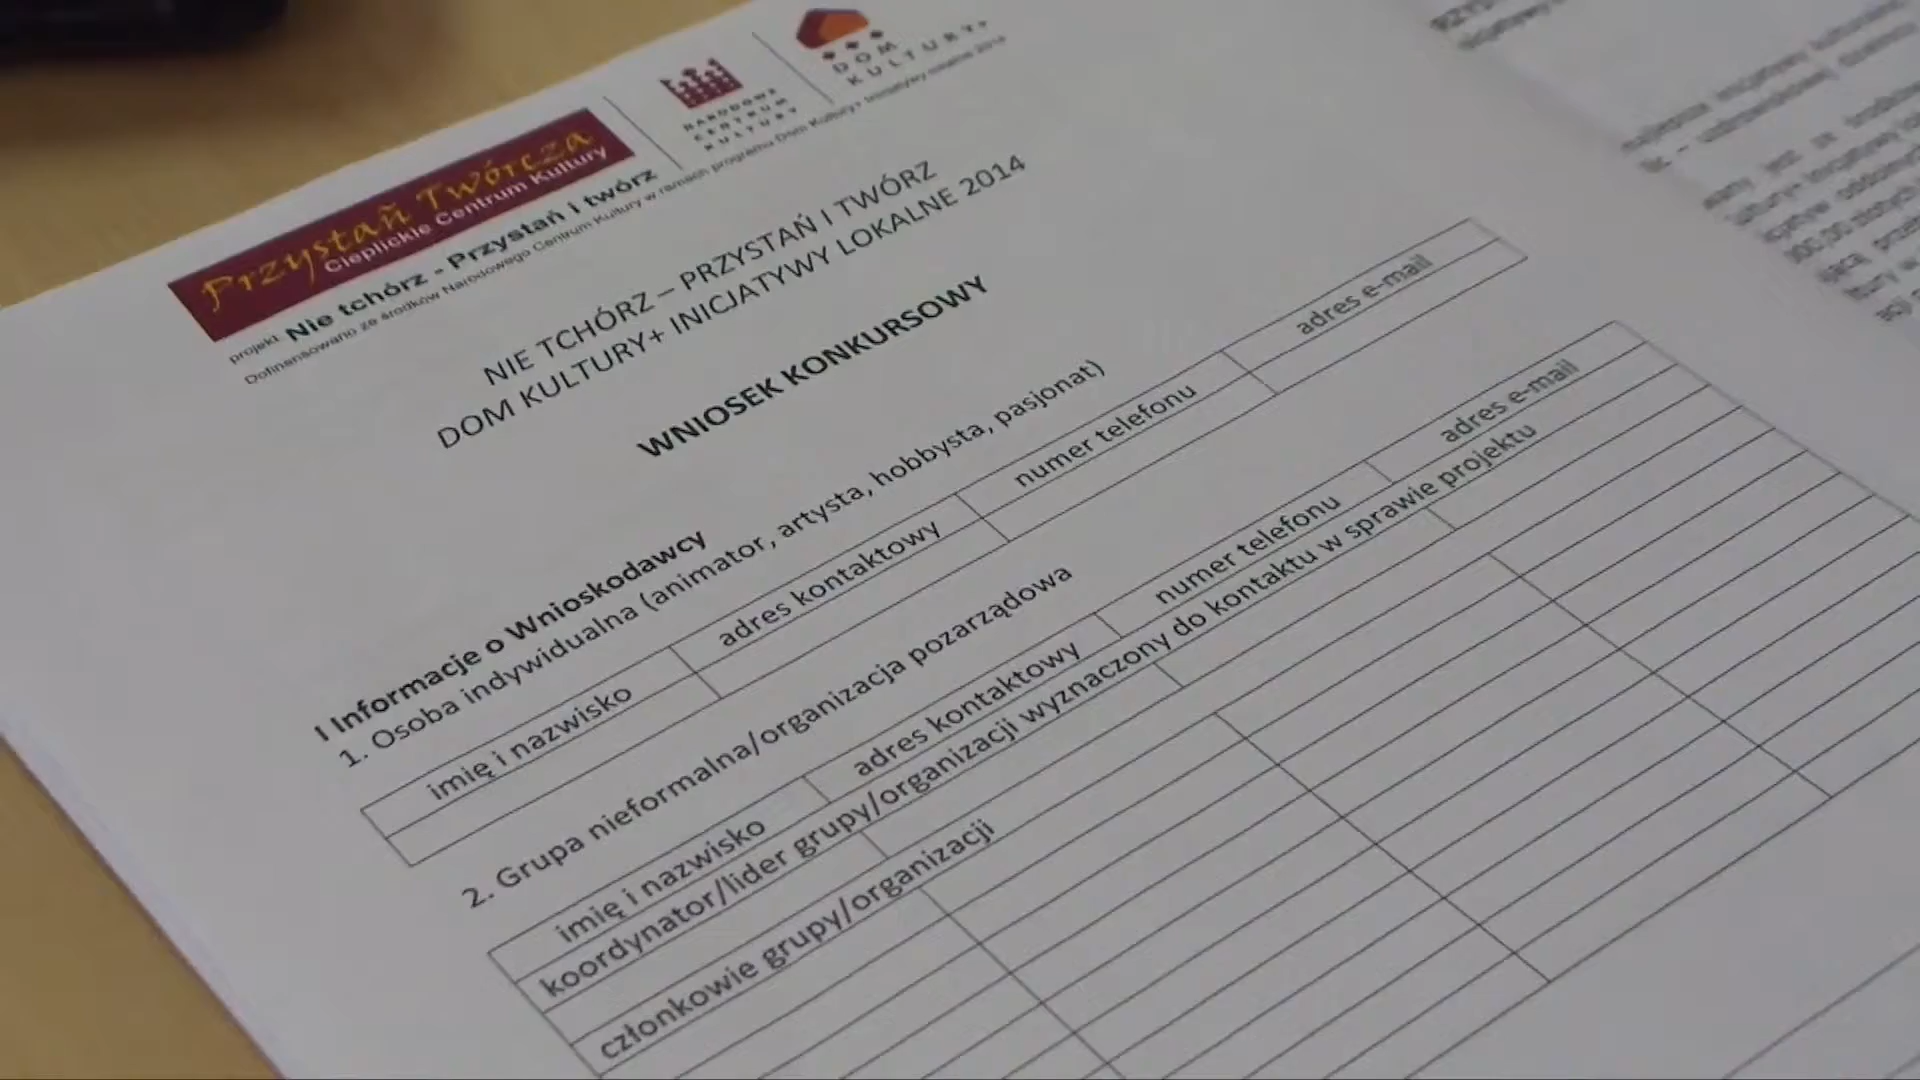 Przystań Twórcza
Cieplickie Centrum Kultury
NARODOWE
CENTRUM
KULTURY
DOM
KULTURY+
projekt Nie tchórz - Przystań i twórz
Dofinansowano ze środków Narodowego Centrum Kultury w ramach programu Dom Kultury+ Inicjatywy lokalne 2014
NIE TCHÓRZ – PRZYSTAŃ I TWÓRZ
DOM KULTURY+ INICJATYWY LOKALNE 2014
WNIOSEK KONKURSOWY
I Informacje o Wnioskodawcy
1. Osoba indywidualna (animator, artysta, hobbysta, pasjonat)
imię i nazwisko adres kontaktowy numer telefonu adres e-mail
2. Grupa nieformalna/organizacja pozarządowa
imię i nazwisko adres kontaktowy numer telefonu adres e-mail
koordynator/lider grupy/organizacji wyznaczony do kontaktu w sprawie projektu
członkowie grupy/organizacji